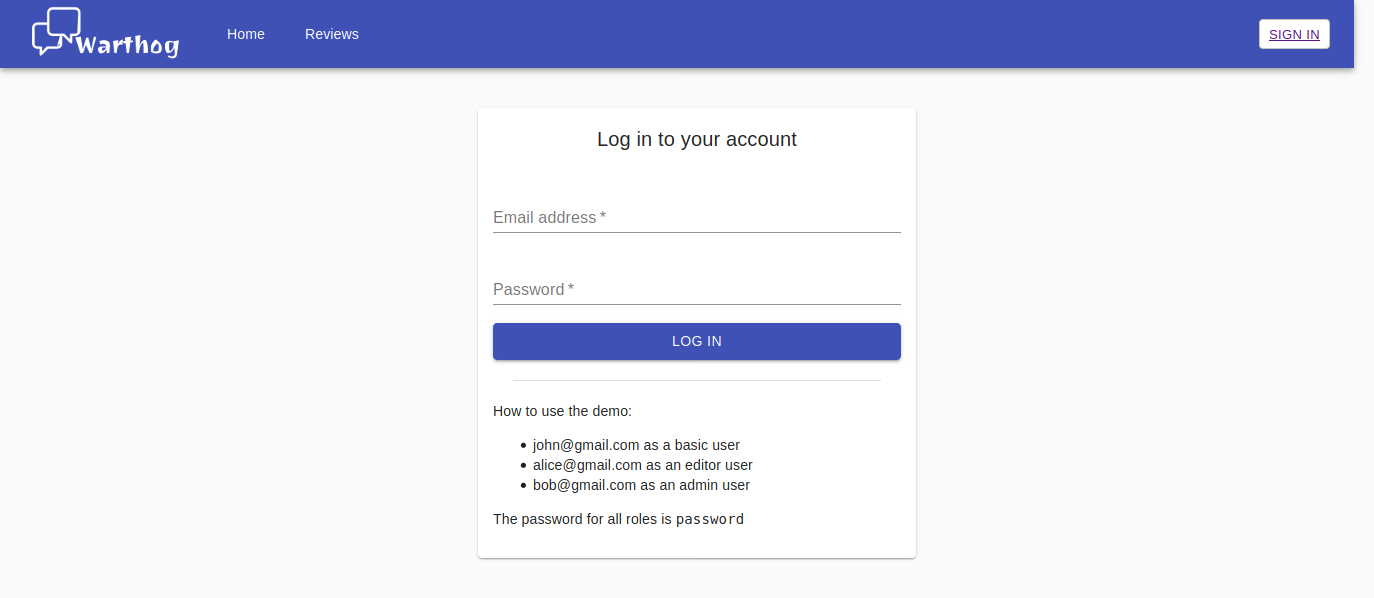 Warthog
Home
Reviews
SIGN IN
Log in to your account
Email address *
Password *
LOG IN
How to use the demo:
• john@gmail.com as a basic user
• alice@gmail.com as an editor user
• bob@gmail.com as an admin user
The password for all roles is password